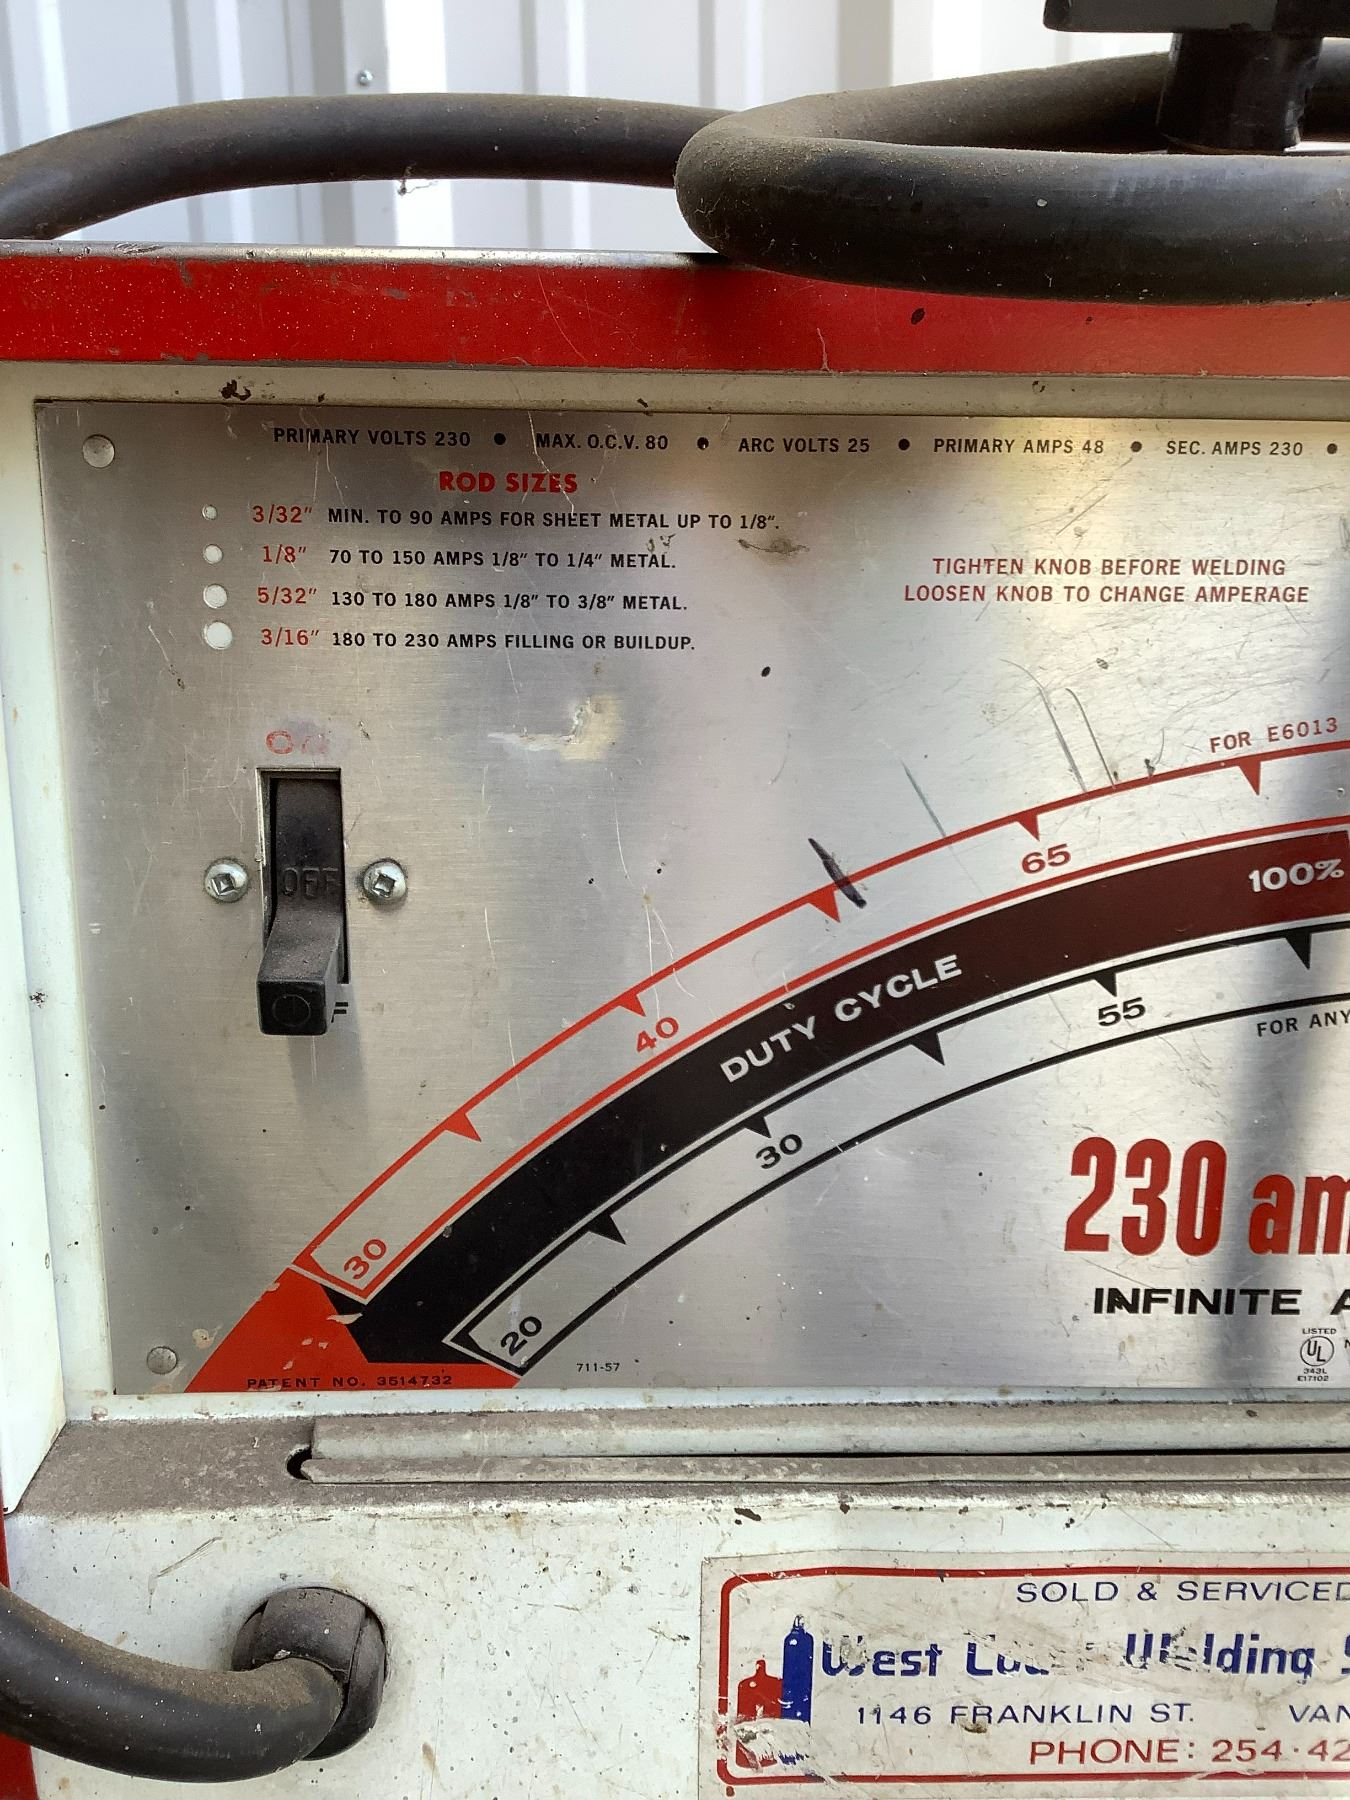 PRIMARY VOLTS 230 • MAX. O.C.V. 80 • ARC VOLTS 25 • PRIMARY AMPS 48 • SEC. AMPS 230 •
ROD SIZES
3/32" MIN. TO 90 AMPS FOR SHEET METAL UP TO 1/8".
1/8" 70 TO 150 AMPS 1/8" TO 1/4" METAL.
5/32" 130 TO 180 AMPS 1/8" TO 3/8" METAL.
3/16" 180 TO 230 AMPS FILLING OR BUILDUP.
TIGHTEN KNOB BEFORE WELDING
LOOSEN KNOB TO CHANGE AMPERAGE
FOR E6013
OFF
65
100%
40
DUTY CYCLE
55
FOR ANY
30
30
20
230 am
INFINITE A
LISTED
UL
343L
E17102
711-57
PATENT NO. 3514732
SOLD & SERVICED
West Welding S
1146 FRANKLIN ST. VAN
PHONE: 254·42